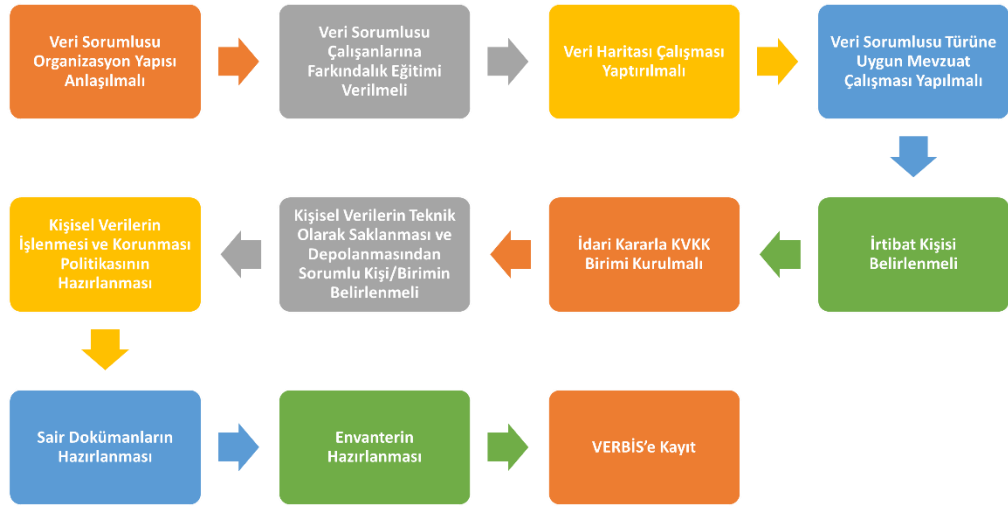 Veri Sorumlusu
Organizasyon Yapısı
Anlaşılmalı
Veri Sorumlusu
Çalışanlarına
Farkındalık Eğitimi
Verilmeli
Veri Haritası Çalışması
Yaptırılmalı
Veri Sorumlusu Türüne
Uygun Mevzuat
Çalışması Yapılmalı
İrtibat Kişisi
Belirlenmeli
İdari Kararla KVKK
Birimi Kurulmalı
Kişisel Verilerin Teknik
Olarak Saklanması ve
Depolanmasından
Sorumlu Kişi/Birimin
Belirlenmeli
Kişisel Verilerin
İşlenmesi ve Korunması
Politikasının
Hazırlanması
Sair Dokümanların
Hazırlanması
Envanterin
Hazırlanması
VERBİS’e Kayıt